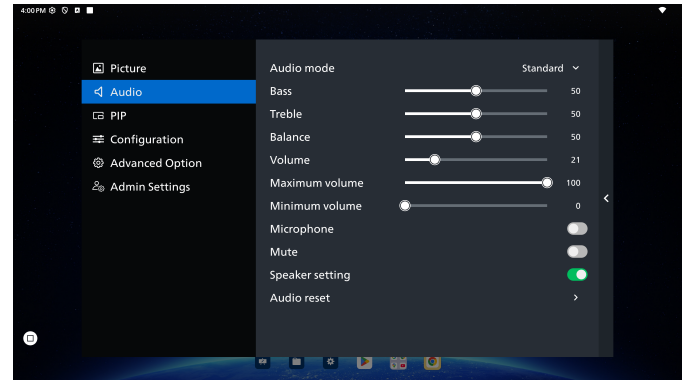 4:00 PM
Picture
Audio
PIP
Configuration
Advanced Option
Admin Settings
Audio mode Standard
Bass 50
Treble 50
Balance 50
Volume 21
Maximum volume 100
Minimum volume 0
Microphone
Mute
Speaker setting
Audio reset